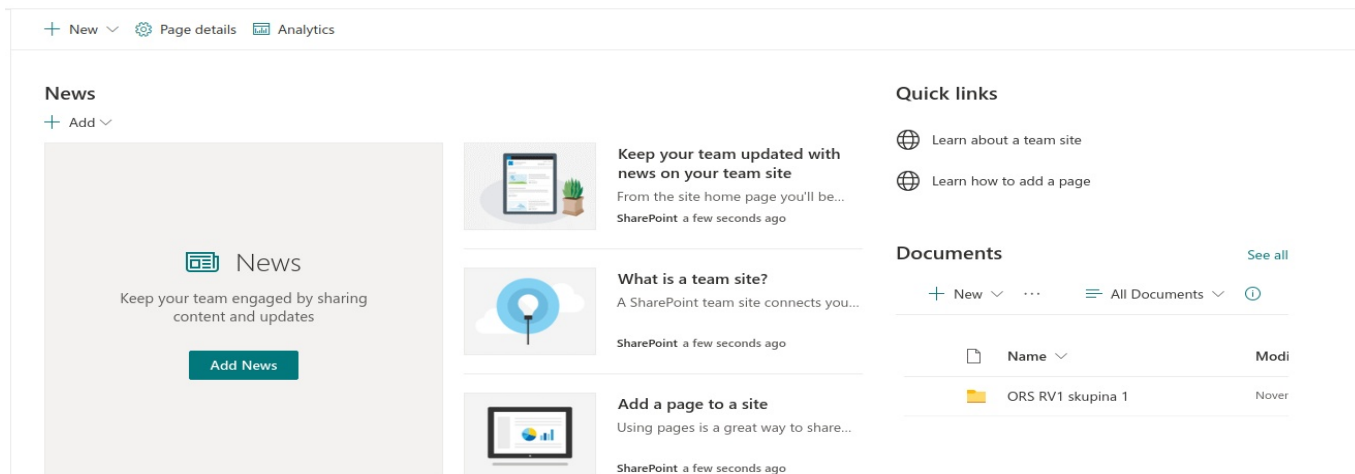 New
Page details
Analytics
News
Add
News
Keep your team engaged by sharing
content and updates
Add News
Keep your team updated with
news on your team site
From the site home page you'll be...
SharePoint a few seconds ago
What is a team site?
A SharePoint team site connects you...
SharePoint a few seconds ago
Add a page to a site
Using pages is a great way to share...
SharePoint a few seconds ago
Quick links
Learn about a team site
Learn how to add a page
Documents
See all
New
All Documents
Name
Modi
ORS RV1 skupina 1
Nover